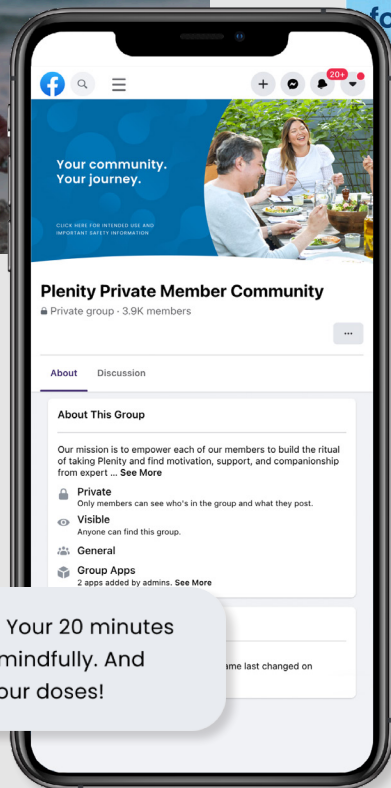 fo
20+
Your community.
Your journey.
CLICK HERE FOR INTENDED USE AND
IMPORTANT SAFETY INFORMATION
Plenity Private Member Community
Private group · 3.9K members
About Discussion
About This Group
Our mission is to empower each of our members to build the ritual
of taking Plenity and find motivation, support, and companionship
from expert ... See More
Private
Only members can see who's in the group and what they post.
Visible
Anyone can find this group.
General
Group Apps
2 apps added by admins. See More
Your 20 minutes
mindfully. And
our doses!
ame last changed on